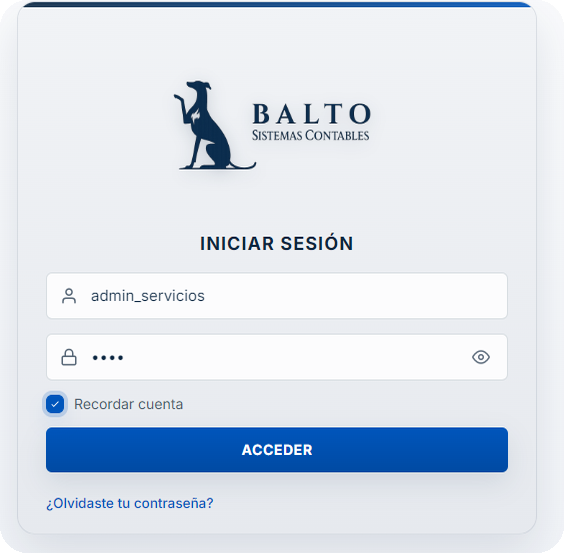 BALTO
SISTEMAS CONTABLES
INICIAR SESIÓN
admin_servicios
••••
Recordar cuenta
ACCEDER
¿Olvidaste tu contraseña?